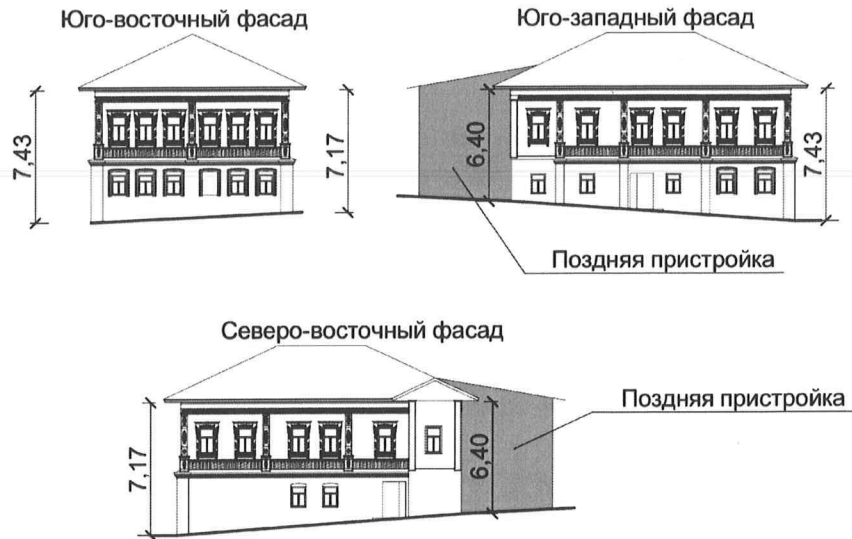 Юго-восточный фасад
Юго-западный фасад
7,43
7,17
6,40
7,43
Поздняя пристройка
Северо-восточный фасад
Поздняя пристройка
7,17
6,40